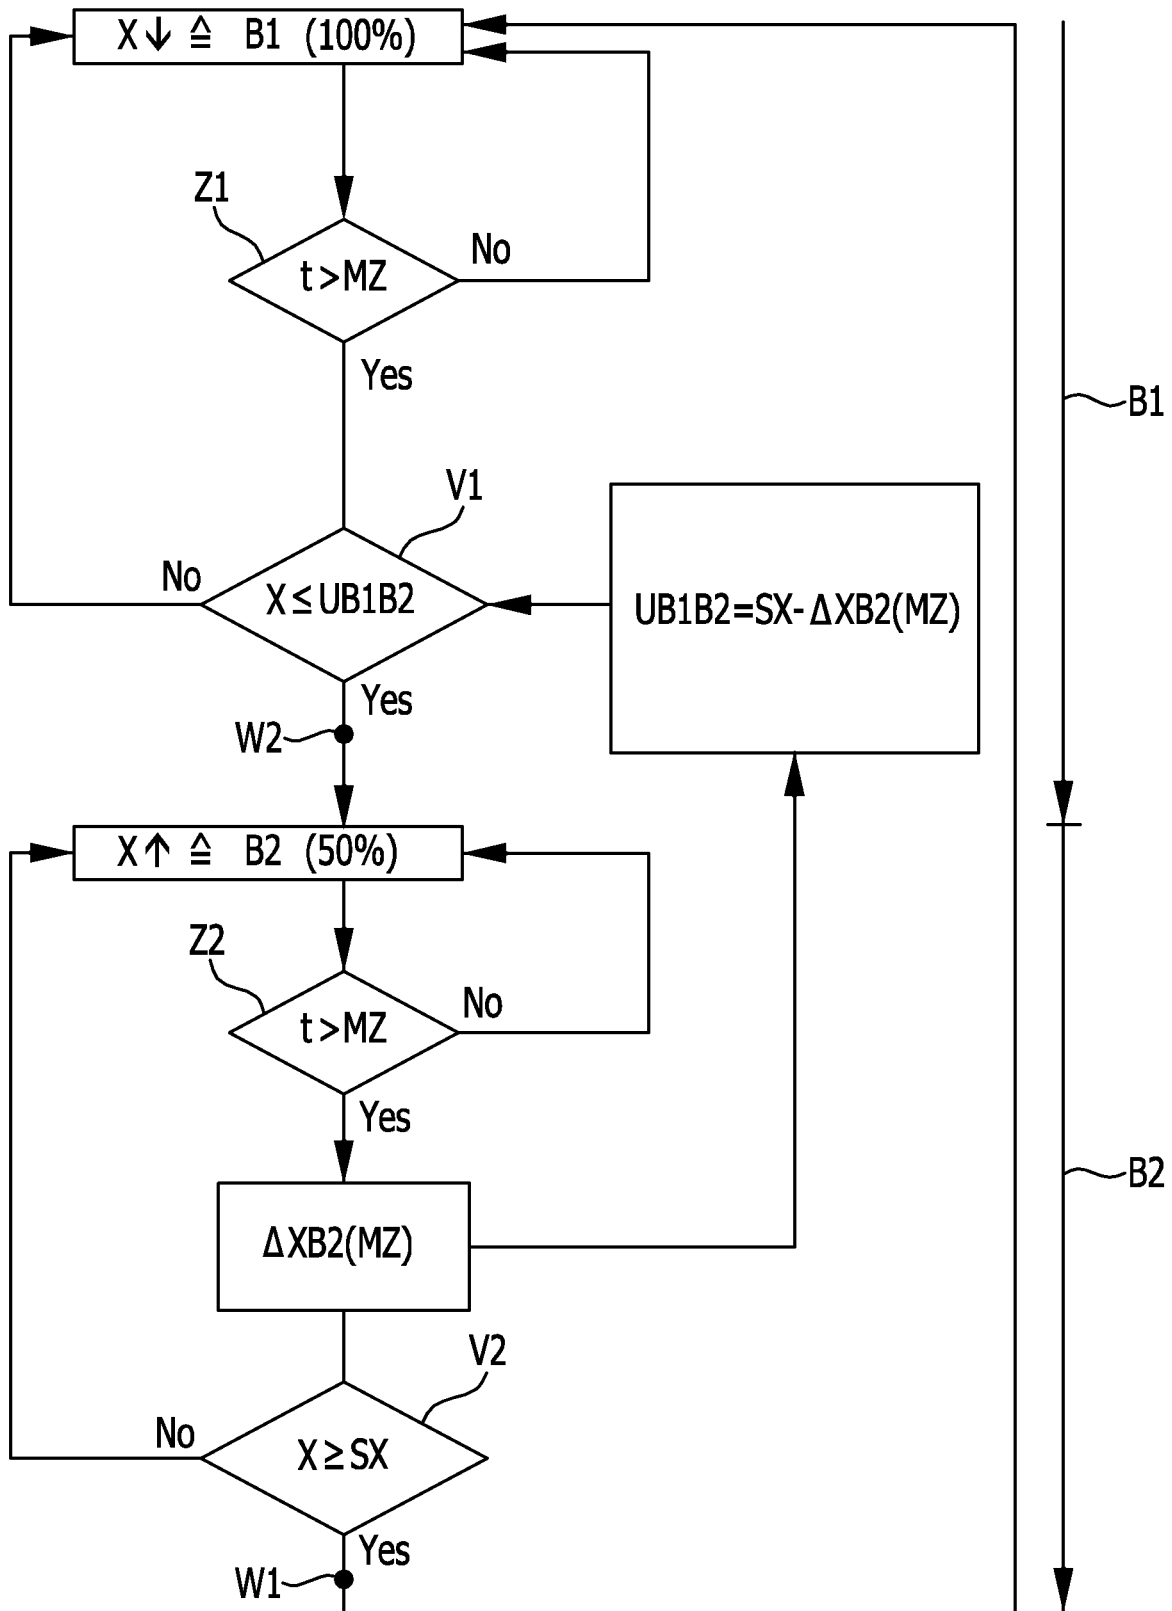 X↓ ≙ B1 (100%)
Z1
t>MZ
No
Yes
B1
V1
No
X≤UB1B2
UB1B2=SX-ΔXB2(MZ)
Yes
W2
X↑ ≙ B2 (50%)
Z2
No
t>MZ
Yes
B2
ΔXB2(MZ)
V2
No
X≥SX
Yes
W1